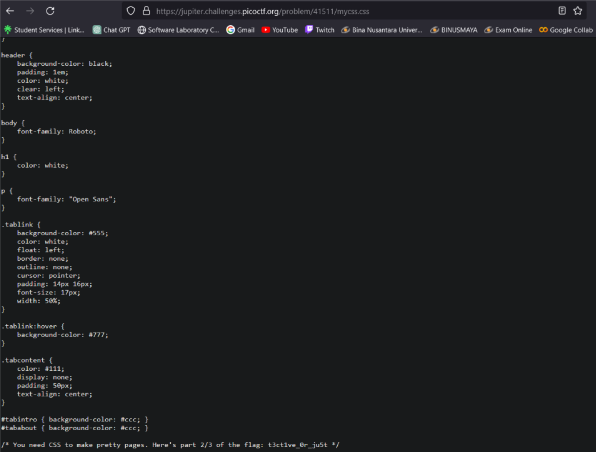 https://jupiter.challenges.picoctf.org/problem/41511/mycss.css
Student Services | Link... Chat GPT Software Laboratory C... Gmail YouTube Twitch Bina Nusantara Univer... BINUSMAYA Exam Online Google Collab
}
header {
    background-color: black;
    padding: 1em;
    color: white;
    clear: left;
    text-align: center;
}
body {
    font-family: Roboto;
}
h1 {
    color: white;
}
p {
    font-family: "Open Sans";
}
.tablink {
    background-color: #555;
    color: white;
    float: left;
    border: none;
    outline: none;
    cursor: pointer;
    padding: 14px 16px;
    font-size: 17px;
    width: 50%;
}
.tablink:hover {
    background-color: #777;
}
.tabcontent {
    color: #111;
    display: none;
    padding: 50px;
    text-align: center;
}
#tabintro { background-color: #ccc; }
#tababout { background-color: #ccc; }
/* You need CSS to make pretty pages. Here's part 2/3 of the flag: t3ct1ve_0r_ju5t */